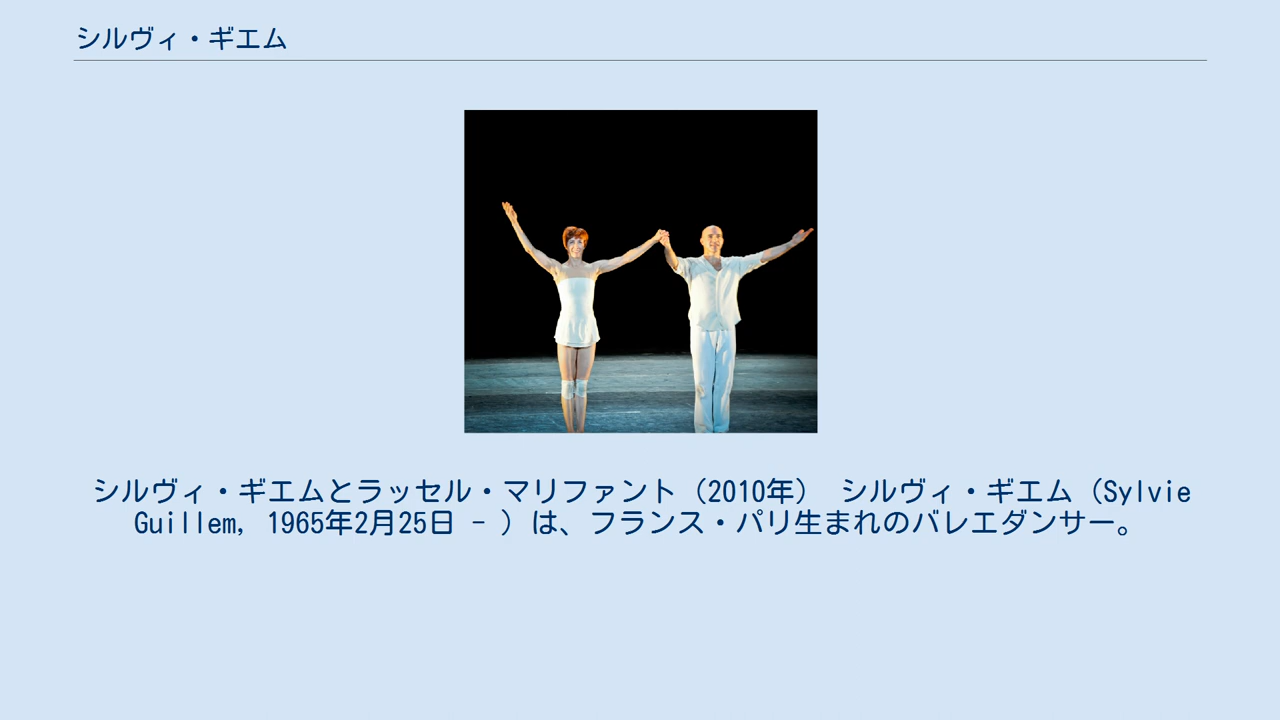 シルヴィ・ギエム
シルヴィ・ギエムとラッセル・マリファント（2010年） シルヴィ・ギエム（Sylvie
Guillem, 1965年2月25日 - ）は、フランス・パリ生まれのバレエダンサー。